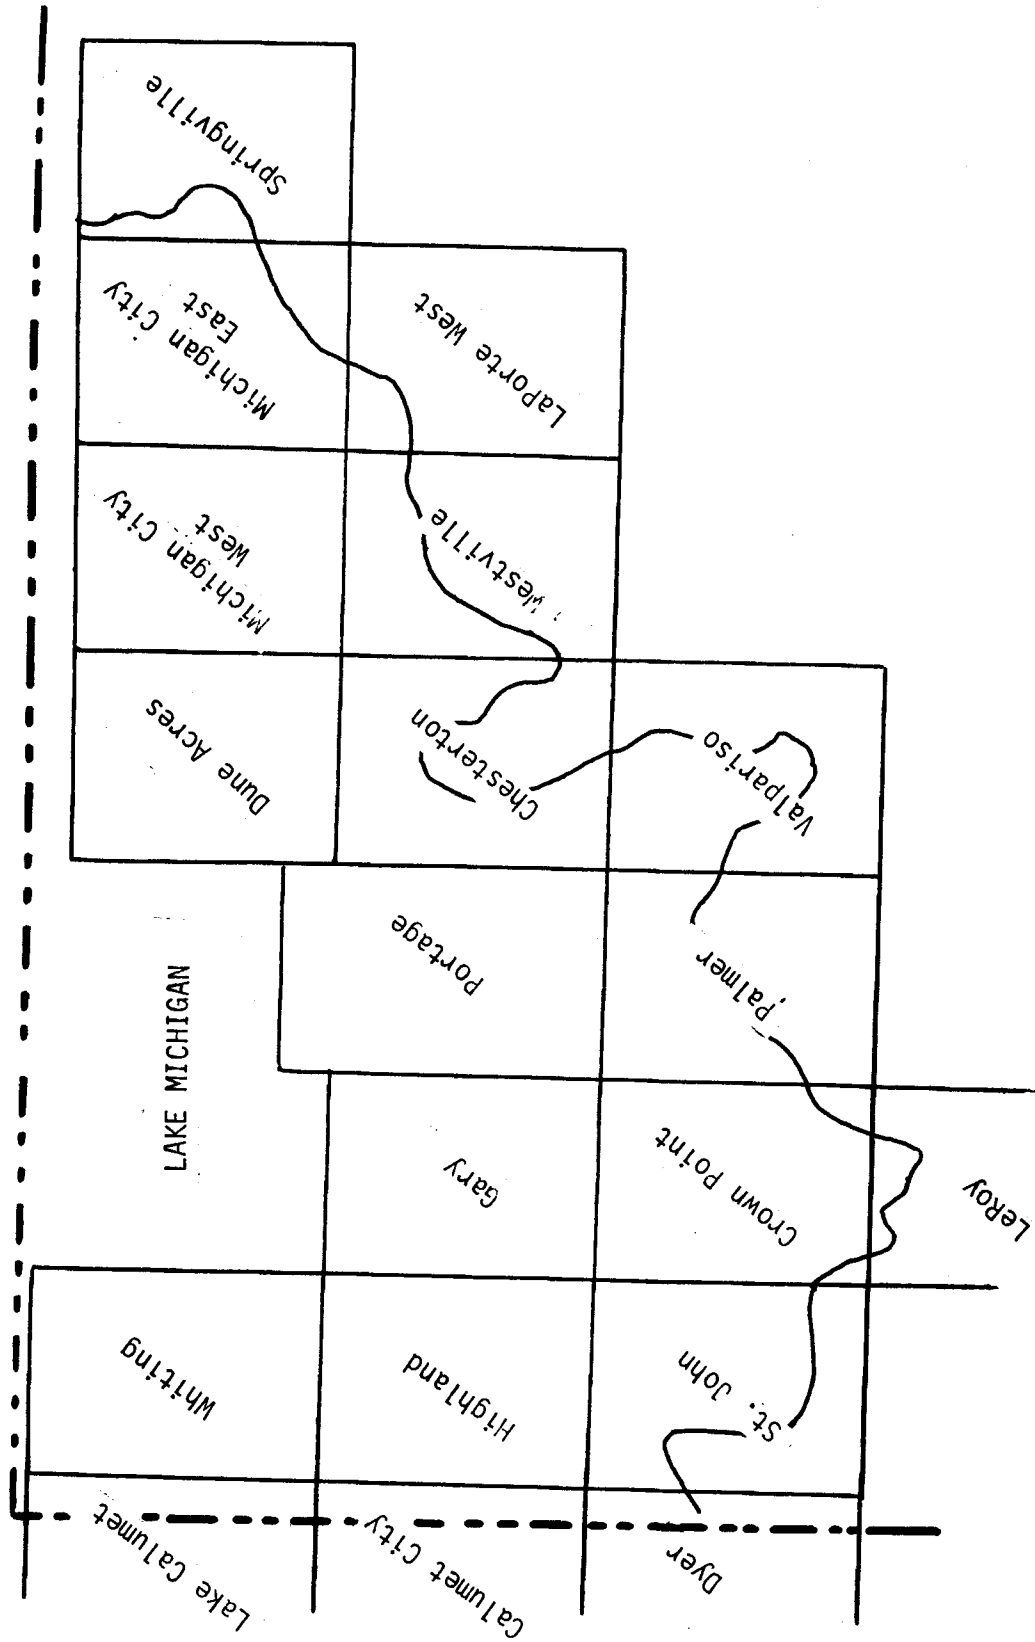 Springville
Michigan City
East
LaPorte West
Michigan City
West
Westville
Dune Acres
Chesterton
Valpariso
Portage
Palmer
LAKE MICHIGAN
Gary
Crown Point
LeRoy
Whiting
Highland
St. John
Lake Calumet
Calumet City
Dyer